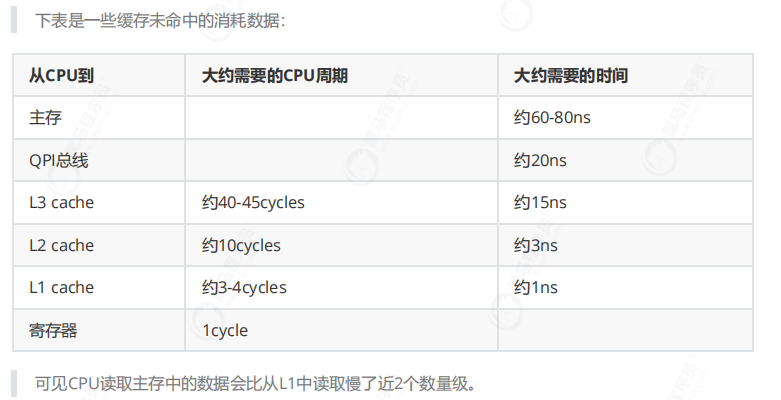 下表是一些缓存未命中的消耗数据：
从CPU到 大约需要的CPU周期 大约需要的时间
主存 约60-80ns
QPI总线 约20ns
L3 cache 约40-45cycles 约15ns
L2 cache 约10cycles 约3ns
L1 cache 约3-4cycles 约1ns
寄存器 1cycle
可见CPU读取主存中的数据会比从L1中读取慢了近2个数量级。